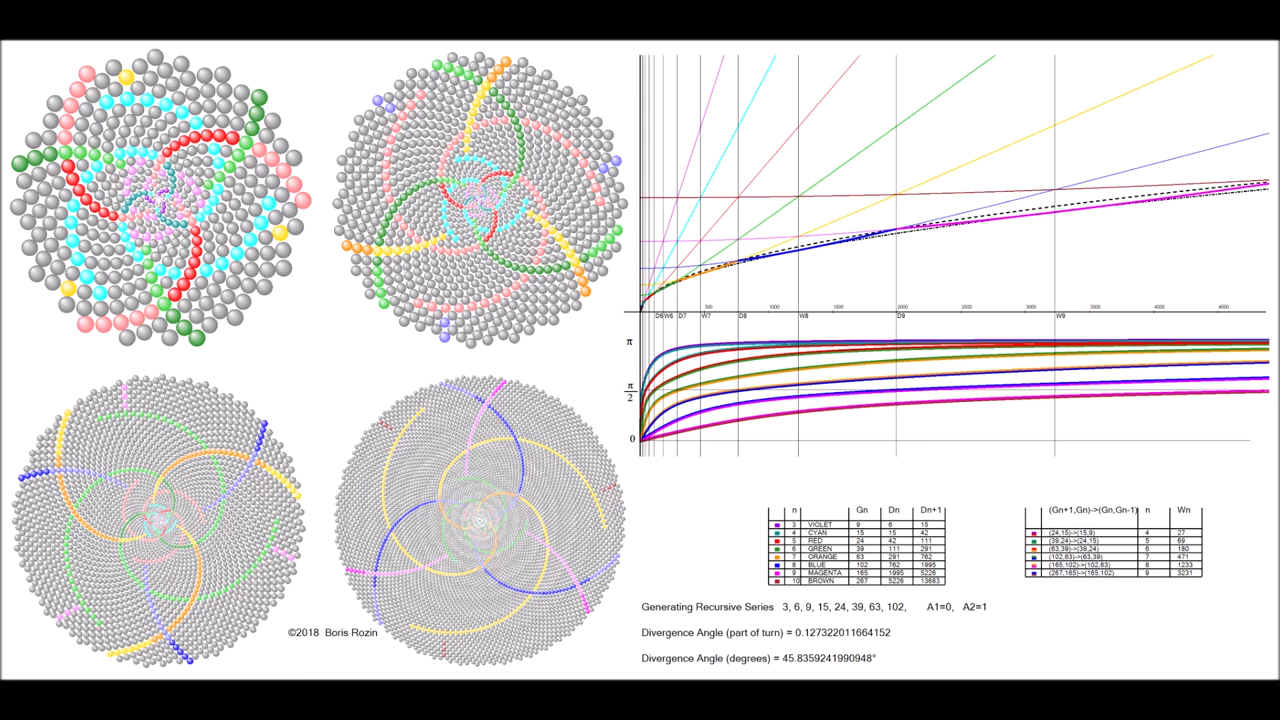 500 1000 1500 2000 2500 3000 3500 4000 4500
D6 W6 D7 W7 D8 W8 D9 W9
π
π
2
0
n Gn Dn Dn+1
3 VIOLET 9 6 15
4 CYAN 15 15 42
5 RED 24 42 111
6 GREEN 39 111 291
7 ORANGE 63 291 762
8 BLUE 102 762 1995
9 MAGENTA 165 1995 5226
10 BROWN 267 5226 13683
(Gn+1,Gn)->(Gn,Gn-1) n Wn
(24,15)->(15,9) 4 27
(39,24)->(24,15) 5 69
(63,39)->(39,24) 6 180
(102,63)->(63,39) 7 471
(165,102)->(102,63) 8 1233
(267,165)->(165,102) 9 3231
Generating Recursive Series 3, 6, 9, 15, 24, 39, 63, 102, A1=0, A2=1
©2018 Boris Rozin
Divergence Angle (part of turn) = 0.127322011664152
Divergence Angle (degrees) = 45.8359241990948°